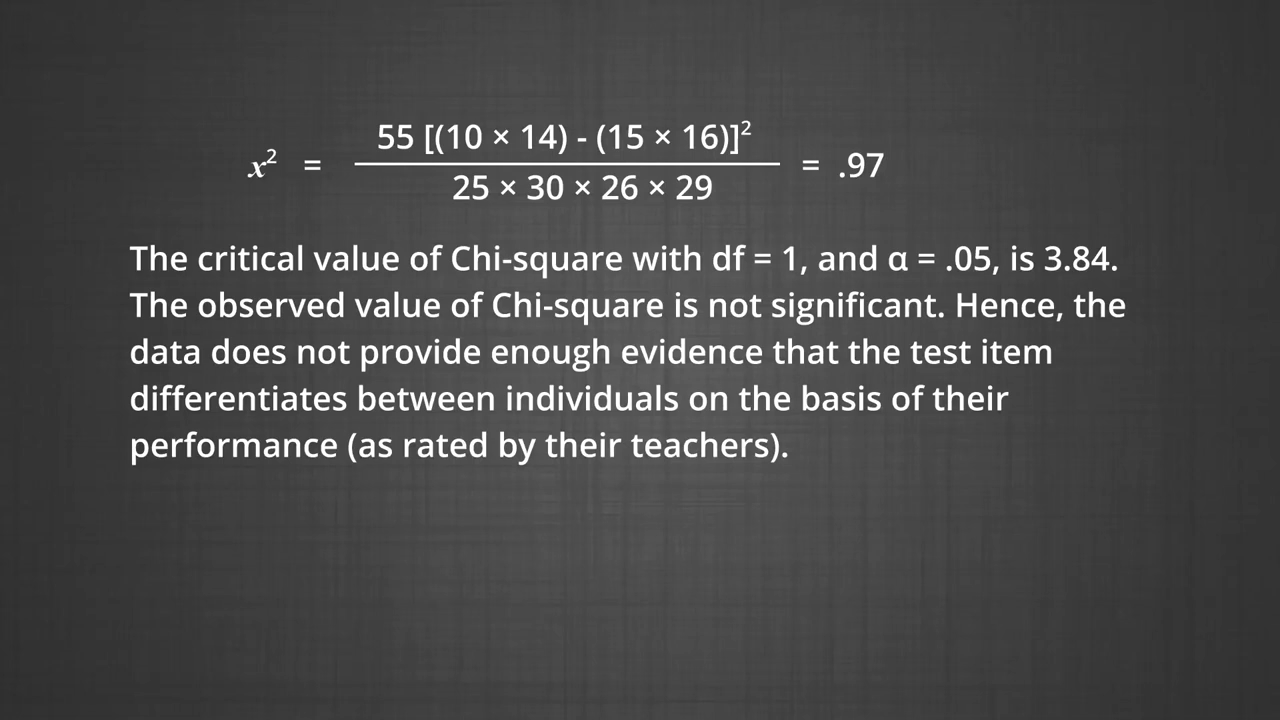 x² = 55 [(10 × 14) - (15 × 16)]² / 25 × 30 × 26 × 29 = .97
The critical value of Chi-square with df = 1, and α = .05, is 3.84.
The observed value of Chi-square is not significant. Hence, the
data does not provide enough evidence that the test item
differentiates between individuals on the basis of their
performance (as rated by their teachers).